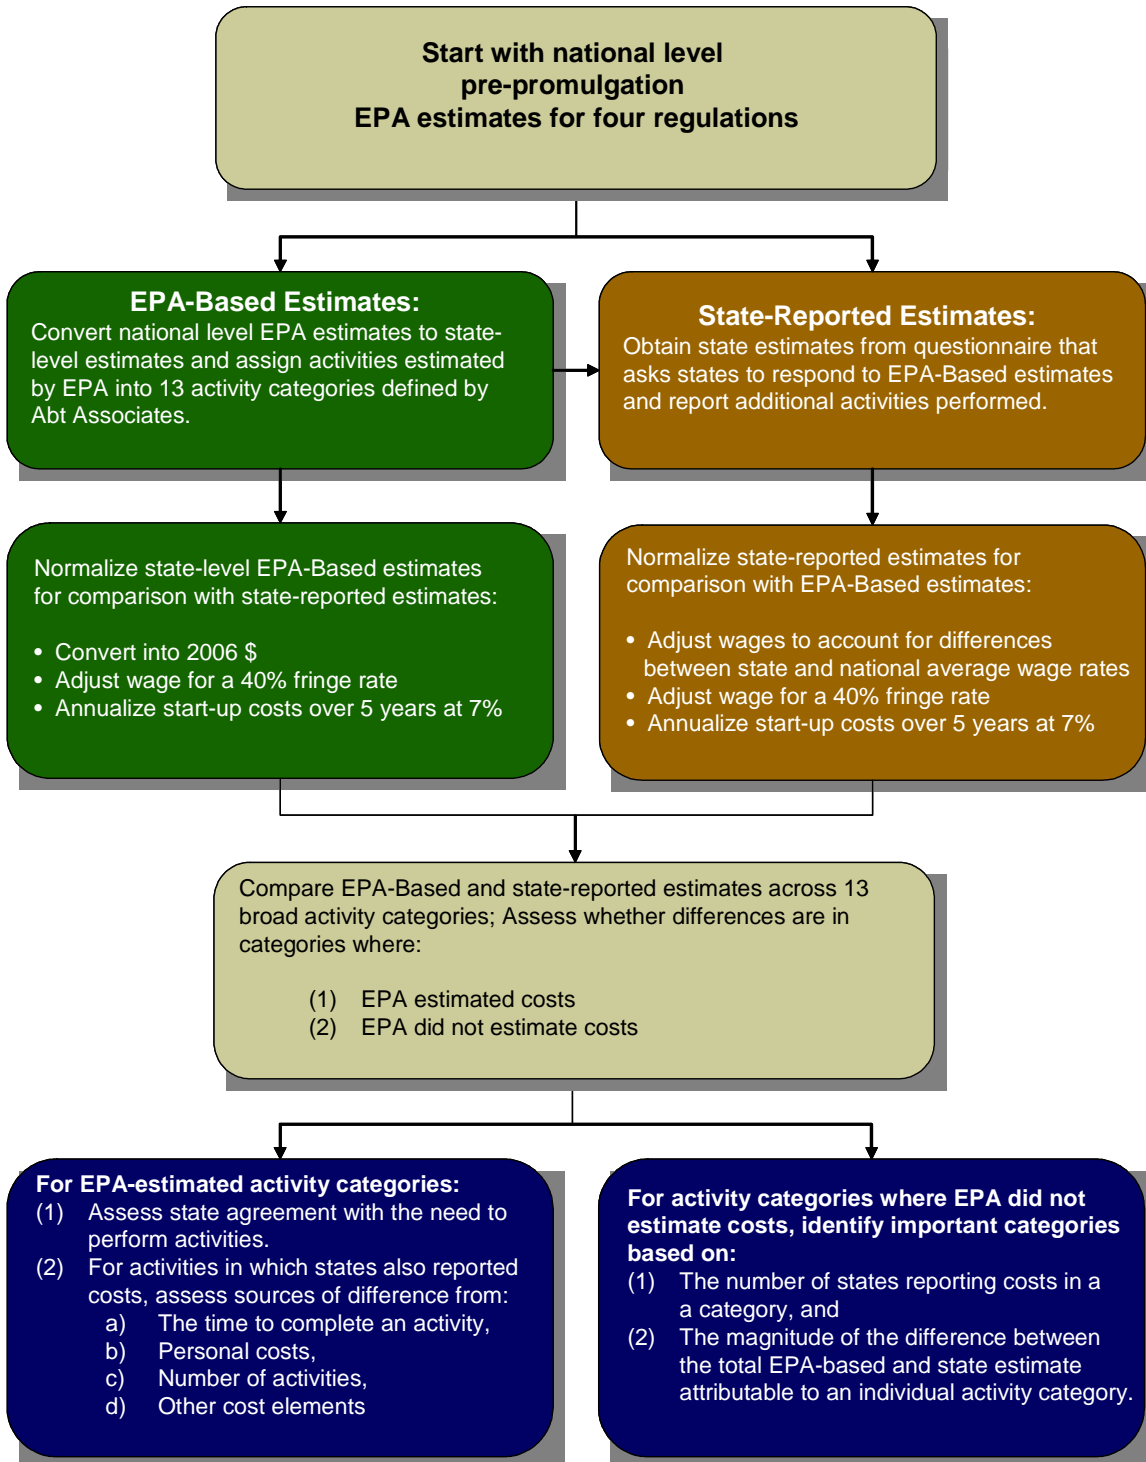 Start with national level
pre-promulgation
EPA estimates for four regulations
EPA-Based Estimates:
Convert national level EPA estimates to state-
level estimates and assign activities estimated
by EPA into 13 activity categories defined by
Abt Associates.
State-Reported Estimates:
Obtain state estimates from questionnaire that
asks states to respond to EPA-Based estimates
and report additional activities performed.
Normalize state-level EPA-Based estimates
for comparison with state-reported estimates:
• Convert into 2006 $
• Adjust wage for a 40% fringe rate
• Annualize start-up costs over 5 years at 7%
Normalize state-reported estimates for
comparison with EPA-Based estimates:
• Adjust wages to account for differences
between state and national average wage rates
• Adjust wage for a 40% fringe rate
• Annualize start-up costs over 5 years at 7%
Compare EPA-Based and state-reported estimates across 13
broad activity categories; Assess whether differences are in
categories where:
(1) EPA estimated costs
(2) EPA did not estimate costs
For EPA-estimated activity categories:
(1) Assess state agreement with the need to
perform activities.
(2) For activities in which states also reported
costs, assess sources of difference from:
a) The time to complete an activity,
b) Personal costs,
c) Number of activities,
d) Other cost elements
For activity categories where EPA did not
estimate costs, identify important categories
based on:
(1) The number of states reporting costs in a
a category, and
(2) The magnitude of the difference between
the total EPA-based and state estimate
attributable to an individual activity category.